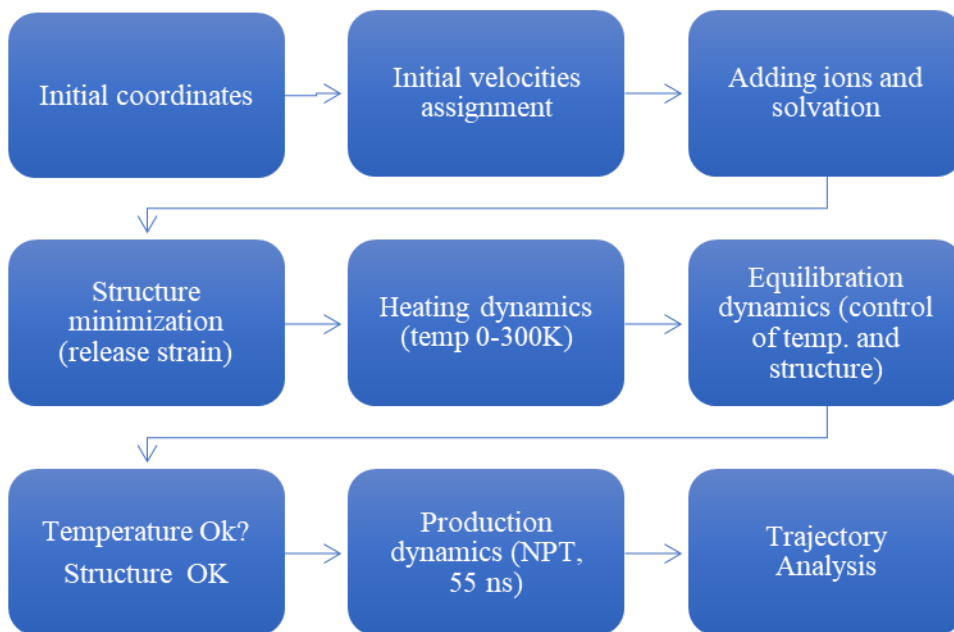 Initial coordinates
Initial velocities
assignment
Adding ions and
solvation
Structure
minimization
(release strain)
Heating dynamics
(temp 0-300K)
Equilibration
dynamics (control
of temp. and
structure)
Temperature Ok?
Structure OK
Production
dynamics (NPT,
55 ns)
Trajectory
Analysis